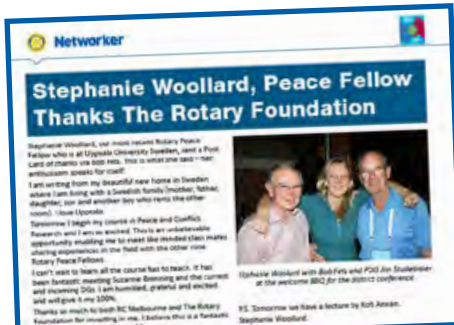 Networker
Stephanie Woollard, Peace Fellow
Thanks The Rotary Foundation
Stephanie Woollard, our most recent Rotary Peace
Fellow who is at Uppsala University Sweden, sent a Post
Card of thanks via Bob Fels. This is what she said – her
enthusiasm speaks for itself!
I am writing from my beautiful new home in Sweden
where I am living with a Swedish family (mother, father,
daughter, son and another boy who rents the other
room). I love Uppsala.
Tomorrow I begin my course in Peace and Conflict
Research and I am so excited. This is an unbelievable
opportunity enabling me to meet like minded class mates
sharing experiences in the field with the other nine
Rotary Peace Fellows.
I can't wait to learn all the course has to teach. It has
been fantastic meeting Suzanne Brenning and the current
and incoming DGs. I am humbled, grateful and excited
and will give it my 100%.
Thanks so much to both RC Melbourne and The Rotary
Foundation for investing in me. I believe this is a fantastic
Stephanie Woollard with Bob Fels and PDG Jim Studebaker
at the welcome BBQ for the district conference.
P.S. Tomorrow we have a lecture by Kofi Annan.
Stephanie Woollard